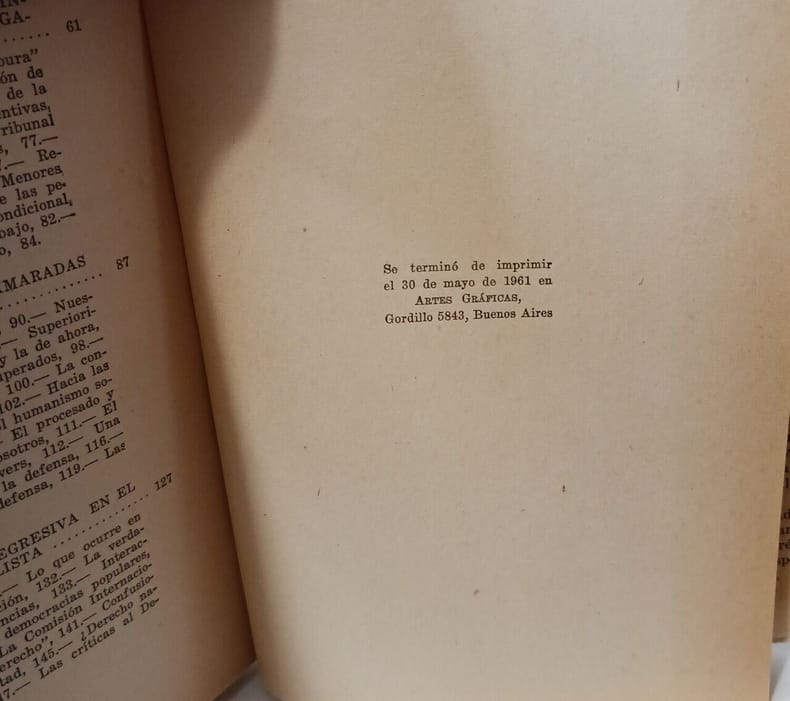 GA-
61
ón de
de la
ntivas,
ribunal
77.—
Re-
Menores
e las pe-
ondicional,
bajo, 82.—
o, 84.
MARADAS
87
90.— Nues-
— Superiori-
y la de ahora,
perados, 98.—
100.— La con-
102.— Hacia las
l humanismo so-
El procesado y
osotros, 111.— El
vers, 112.— Una
la defensa, 116.—
defensa, 119.— Las
EGRESIVA EN EL
LISTA
127
— Lo que ocurre en
ción, 132.— La verda-
ncias, 133.— Interac-
democracias populares,
La Comisión Internacio-
erecho", 141.— Confusio-
tad, 145.— ¿Derecho na-
7.— Las críticas al De-
Se terminó de imprimir
el 30 de mayo de 1961 en
ARTES GRÁFICAS,
Gordillo 5843, Buenos Aires